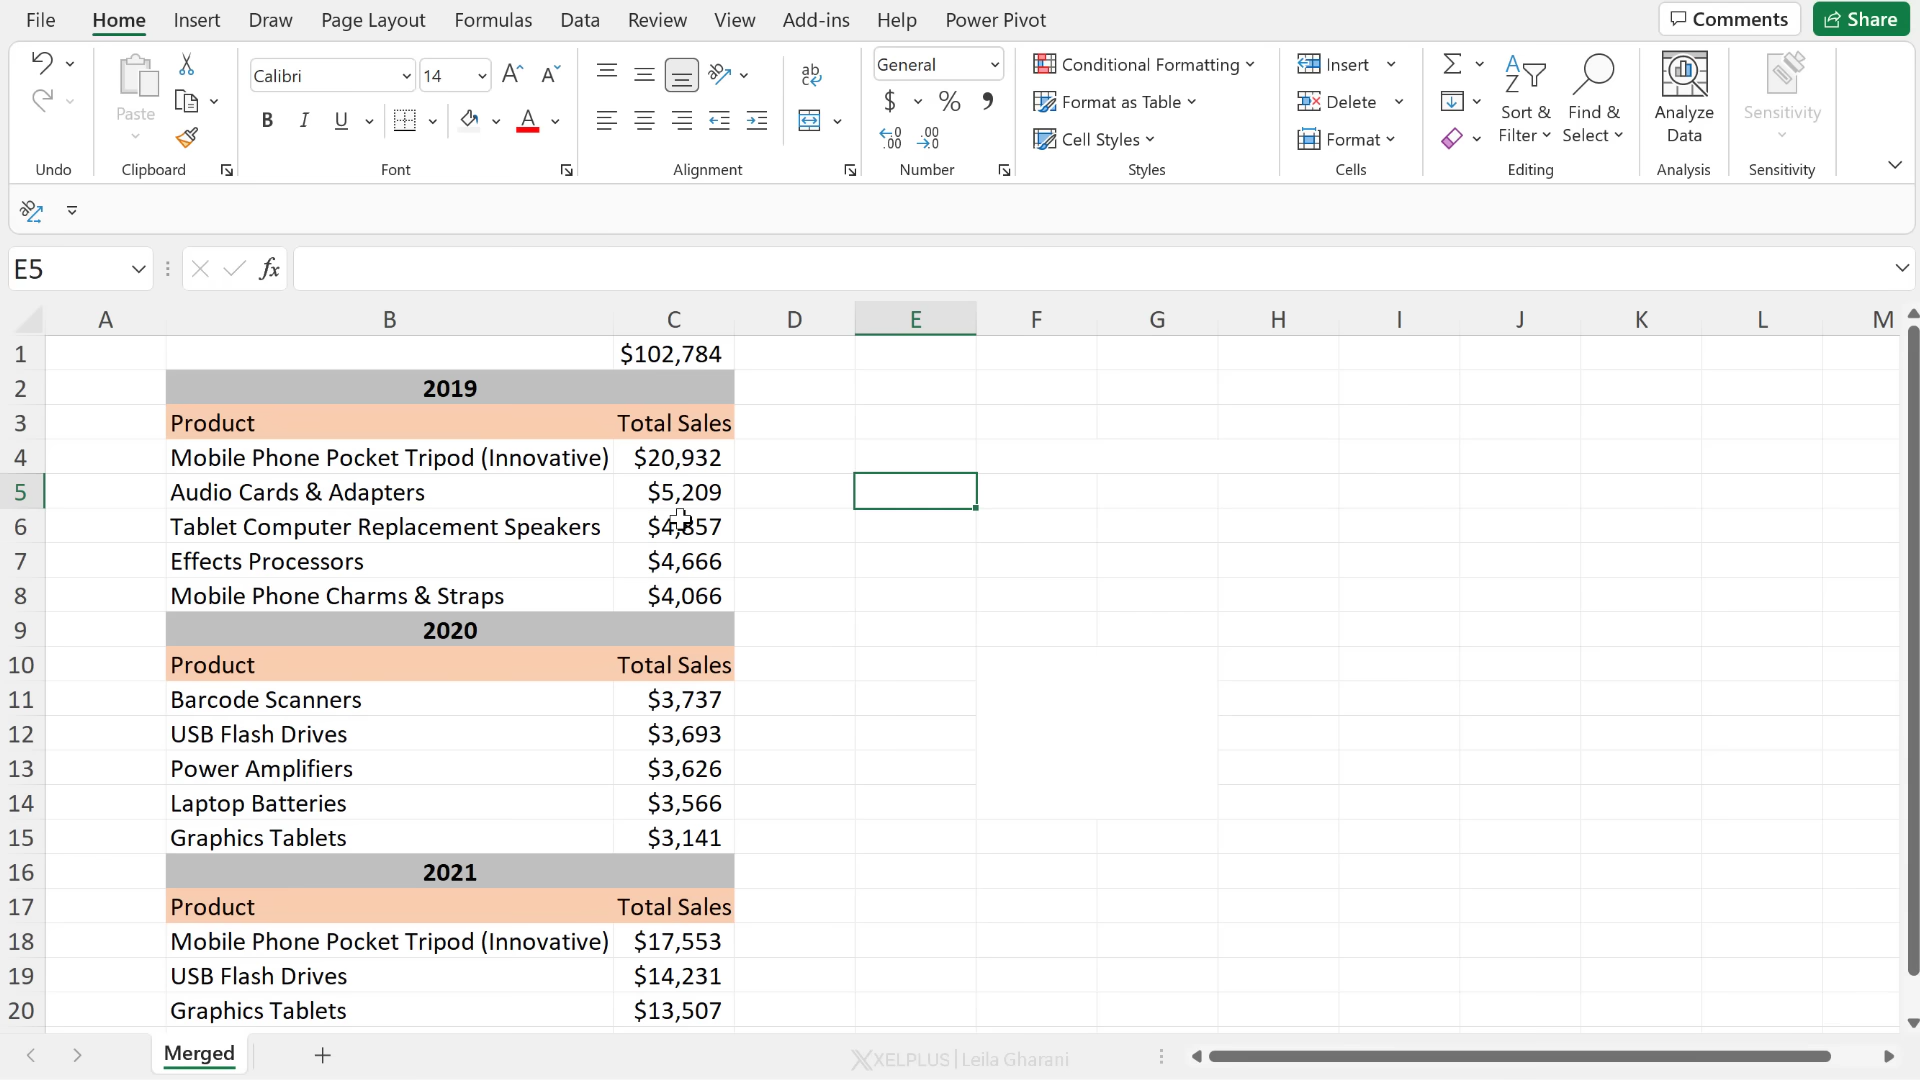 File Home Insert Draw Page Layout Formulas Data Review View Add-ins Help Power Pivot Comments Share
Paste
Undo Clipboard
Calibri 14
B I U A
Font
ab
Alignment
General
$ % ,
Number
Conditional Formatting
Format as Table
Cell Styles
Styles
Insert
Delete
Format
Cells
Sort & Filter
Find & Select
Editing
Analyze Data
Analysis
Sensitivity
Sensitivity
E5 fx
A B C D E F G H I J K L M
1 $102,784
2 2019
3 Product Total Sales
4 Mobile Phone Pocket Tripod (Innovative) $20,932
5 Audio Cards & Adapters $5,209
6 Tablet Computer Replacement Speakers $4,857
7 Effects Processors $4,666
8 Mobile Phone Charms & Straps $4,066
9 2020
10 Product Total Sales
11 Barcode Scanners $3,737
12 USB Flash Drives $3,693
13 Power Amplifiers $3,626
14 Laptop Batteries $3,566
15 Graphics Tablets $3,141
16 2021
17 Product Total Sales
18 Mobile Phone Pocket Tripod (Innovative) $17,553
19 USB Flash Drives $14,231
20 Graphics Tablets $13,507
Merged
XELPLUS | Leila Gharani